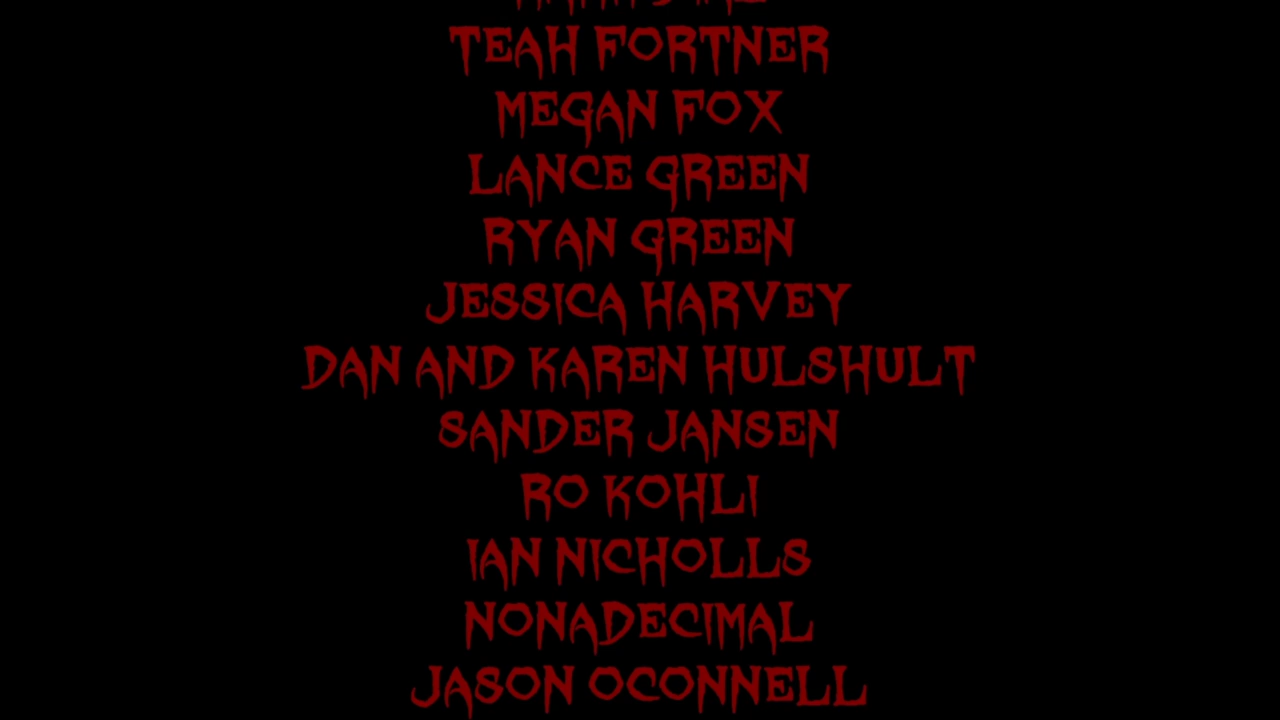 TEAH FORTNER
MEGAN FOX
LANCE GREEN
RYAN GREEN
JESSICA HARVEY
DAN AND KAREN HULSHULT
SANDER JANSEN
RO KOHLI
IAN NICHOLLS
NONADECIMAL
JASON OCONNELL